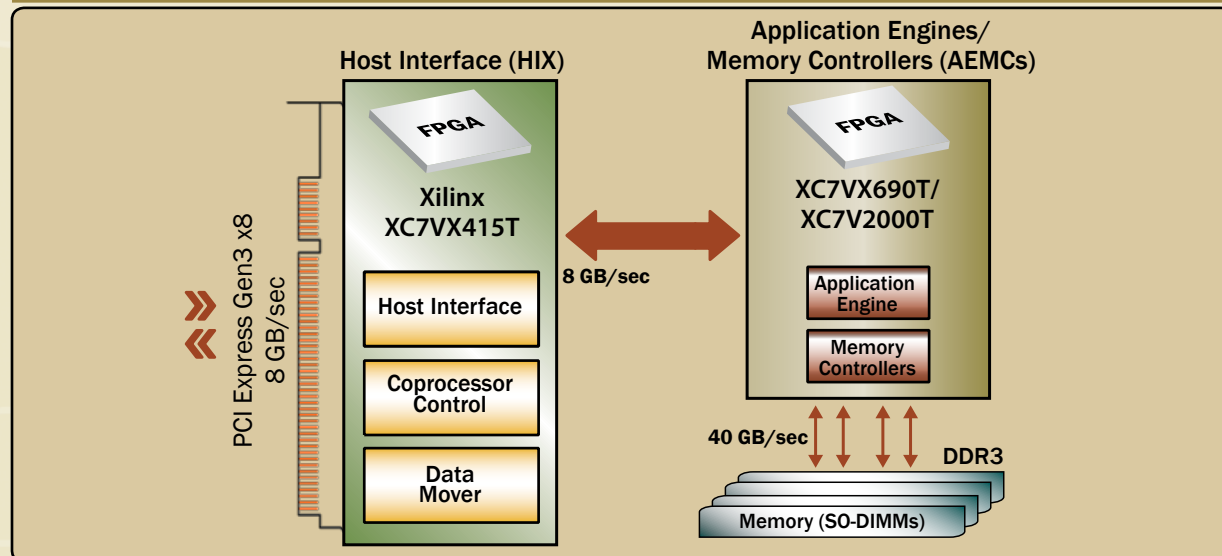 Host Interface (HIX)
FPGA
Xilinx
XC7VX415T
Host Interface
Coprocessor
Control
Data
Mover
PCI Express Gen3 x8
8 GB/sec
8 GB/sec
Application Engines/
Memory Controllers (AEMCs)
FPGA
XC7VX690T/
XC7V2000T
Application
Engine
Memory
Controllers
40 GB/sec
DDR3
Memory (SO-DIMMs)